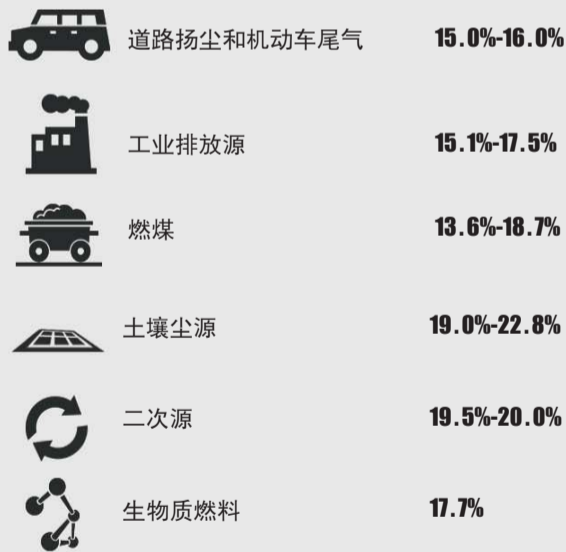 道路扬尘和机动车尾气 15.0%-16.0%
工业排放源 15.1%-17.5%
燃煤 13.6%-18.7%
土壤尘源 19.0%-22.8%
二次源 19.5%-20.0%
生物质燃料 17.7%